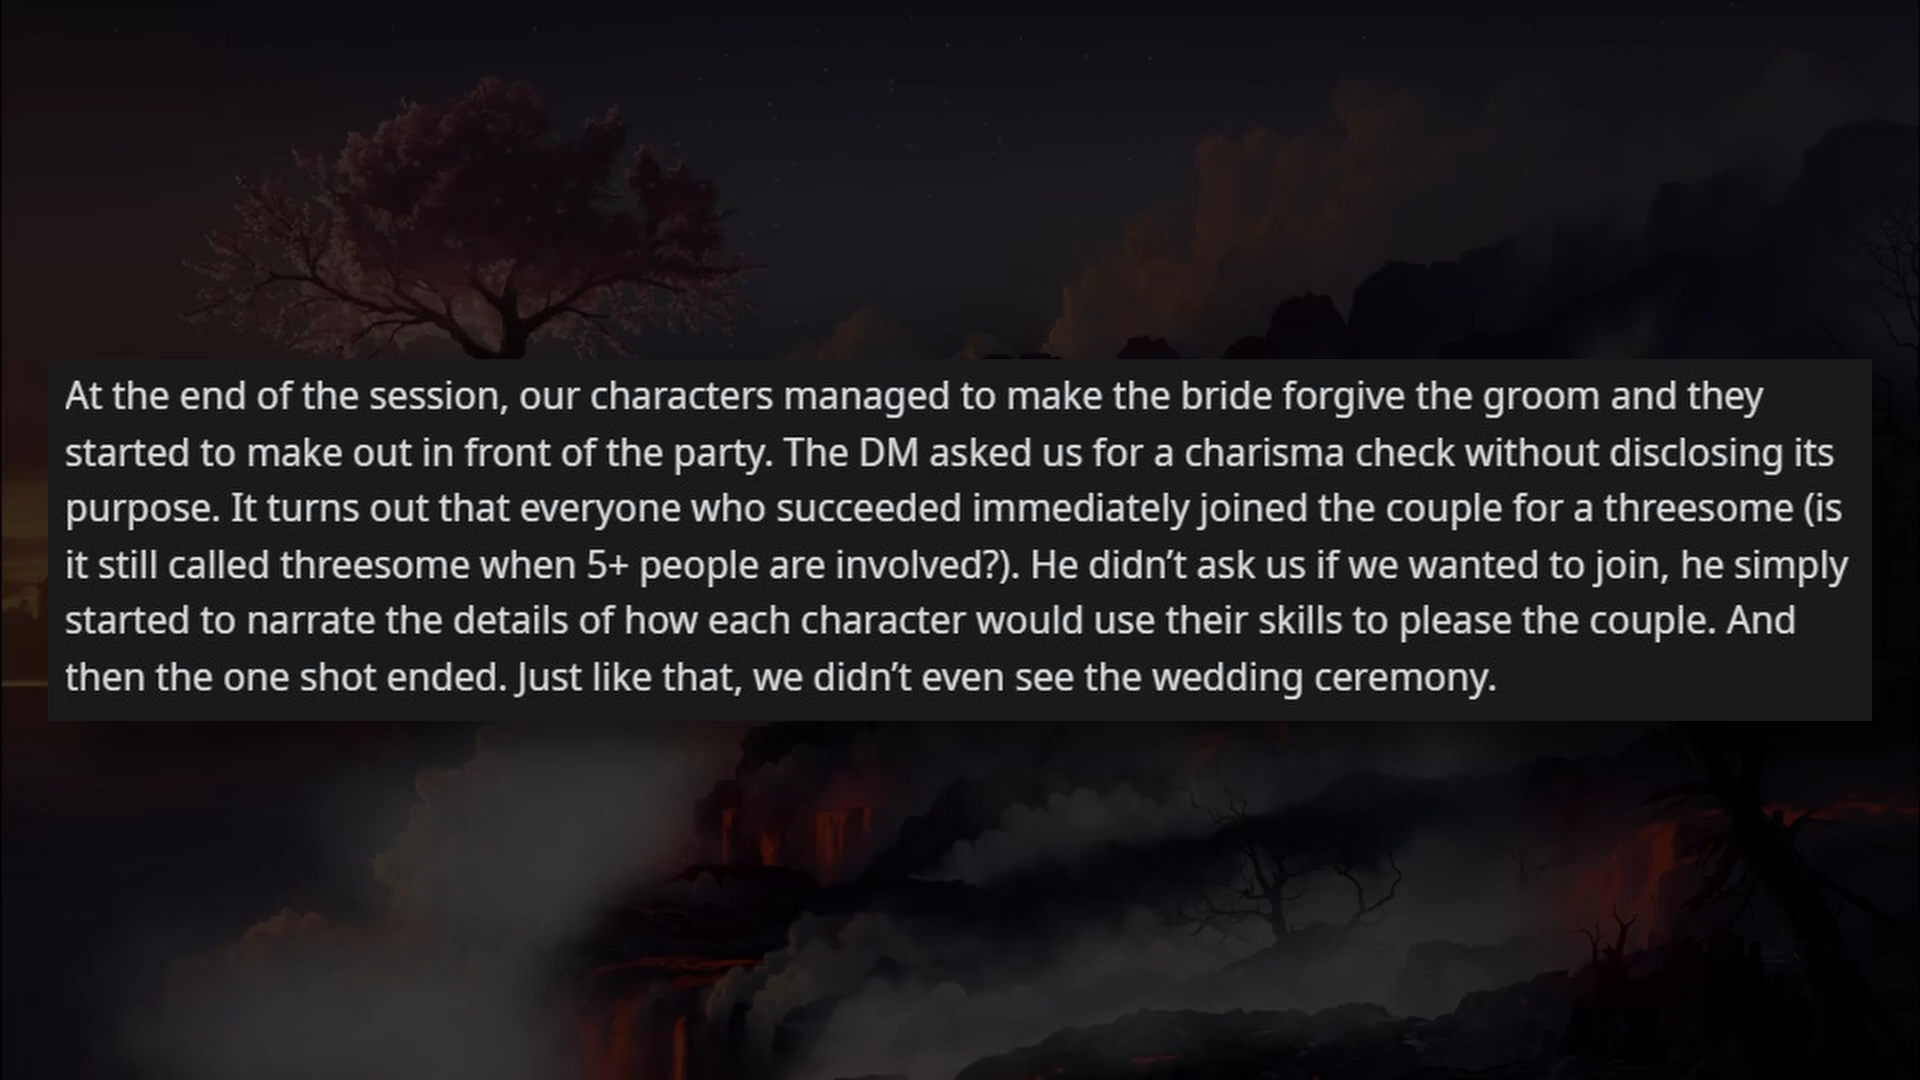 At the end of the session, our characters managed to make the bride forgive the groom and they
started to make out in front of the party. The DM asked us for a charisma check without disclosing its
purpose. It turns out that everyone who succeeded immediately joined the couple for a threesome (is
it still called threesome when 5+ people are involved?). He didn’t ask us if we wanted to join, he simply
started to narrate the details of how each character would use their skills to please the couple. And
then the one shot ended. Just like that, we didn’t even see the wedding ceremony.